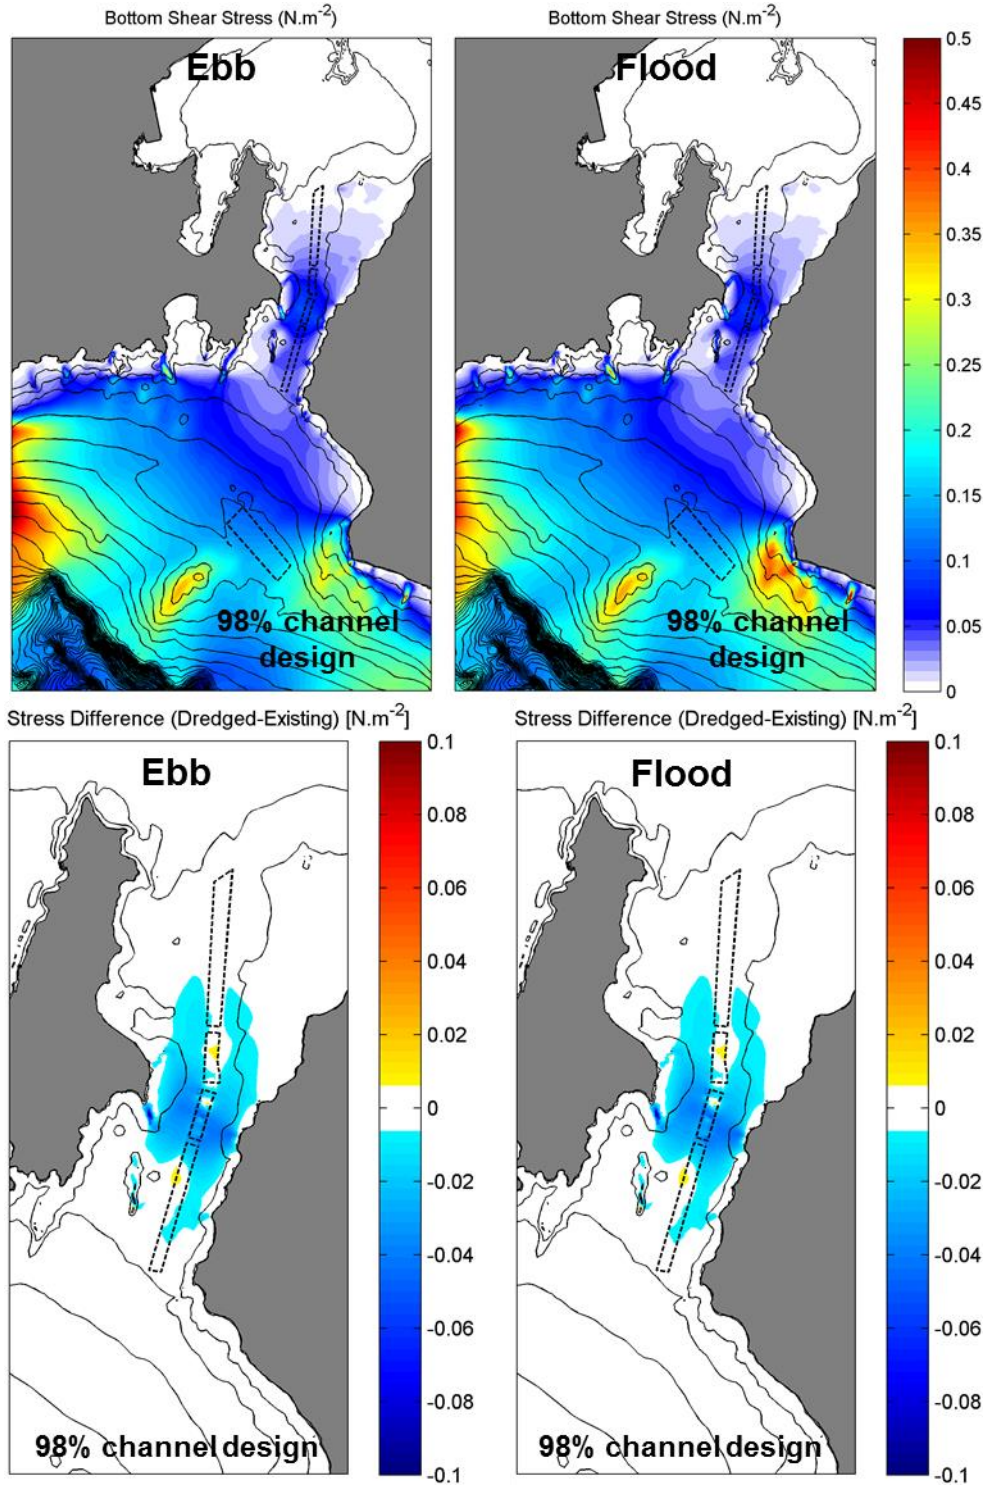 Bottom Shear Stress (N.m-2)
Bottom Shear Stress (N.m-2)
Ebb
Flood
0.5
0.45
0.4
0.35
0.3
0.25
0.2
0.15
0.1
0.05
0
98% channel
design
98% channel
design
Stress Difference (Dredged-Existing) [N.m-2]
Stress Difference (Dredged-Existing) [N.m-2]
Ebb
0.1
0.08
0.06
0.04
0.02
0
-0.02
-0.04
-0.06
-0.08
-0.1
98% channel design
Flood
0.1
0.08
0.06
0.04
0.02
0
-0.02
-0.04
-0.06
-0.08
-0.1
98% channel design